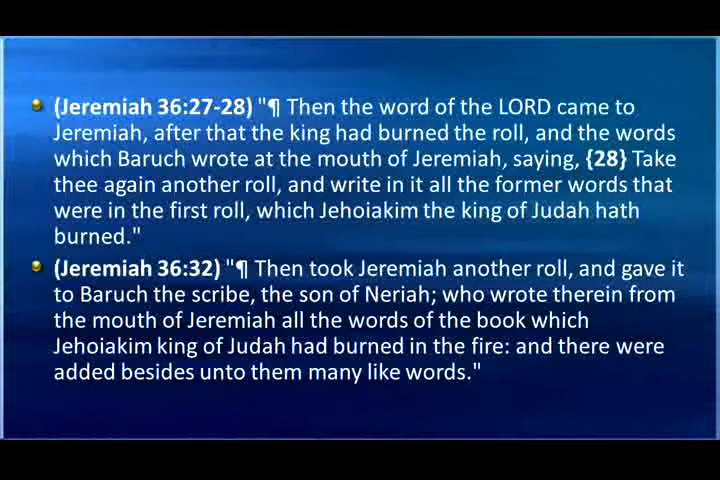 (Jeremiah 36:27-28) "¶ Then the word of the LORD came to
Jeremiah, after that the king had burned the roll, and the words
which Baruch wrote at the mouth of Jeremiah, saying, {28} Take
thee again another roll, and write in it all the former words that
were in the first roll, which Jehoiakim the king of Judah hath
burned."
(Jeremiah 36:32) "¶ Then took Jeremiah another roll, and gave it
to Baruch the scribe, the son of Neriah; who wrote therein from
the mouth of Jeremiah all the words of the book which
Jehoiakim king of Judah had burned in the fire: and there were
added besides unto them many like words."